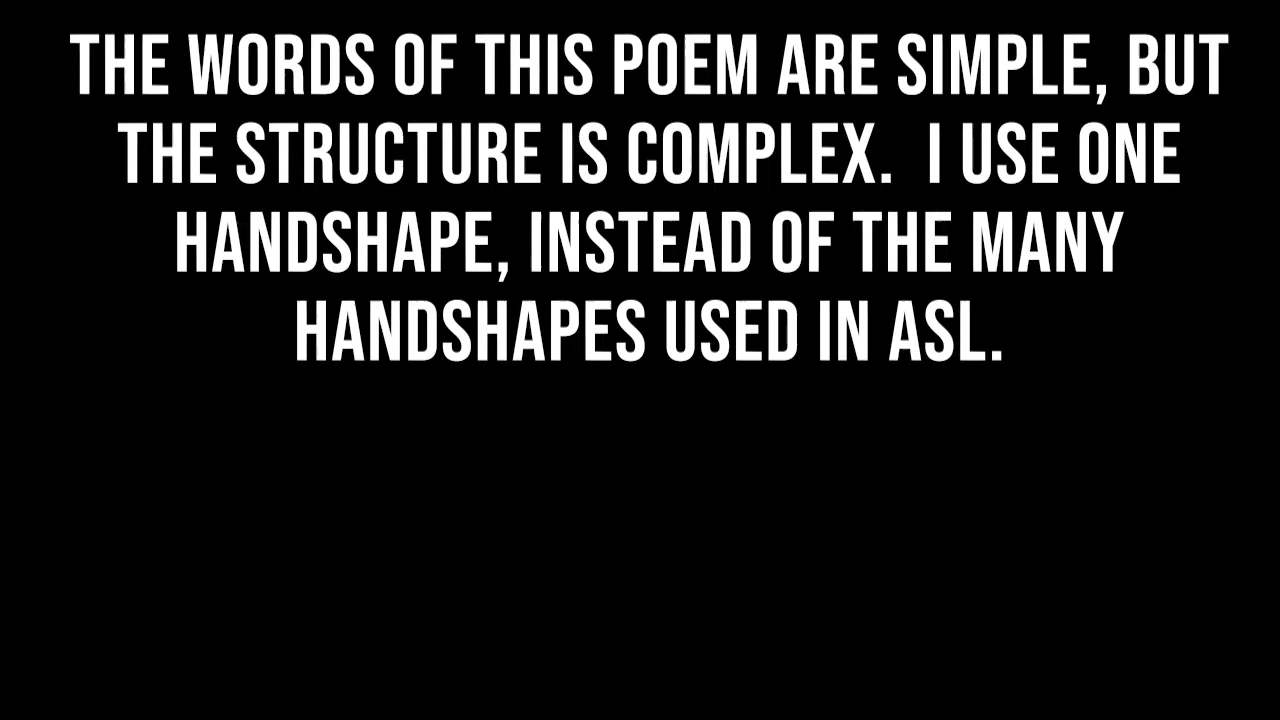 THE WORDS OF THIS POEM ARE SIMPLE, BUT
THE STRUCTURE IS COMPLEX.  I USE ONE
HANDSHAPE, INSTEAD OF THE MANY
HANDSHAPES USED IN ASL.